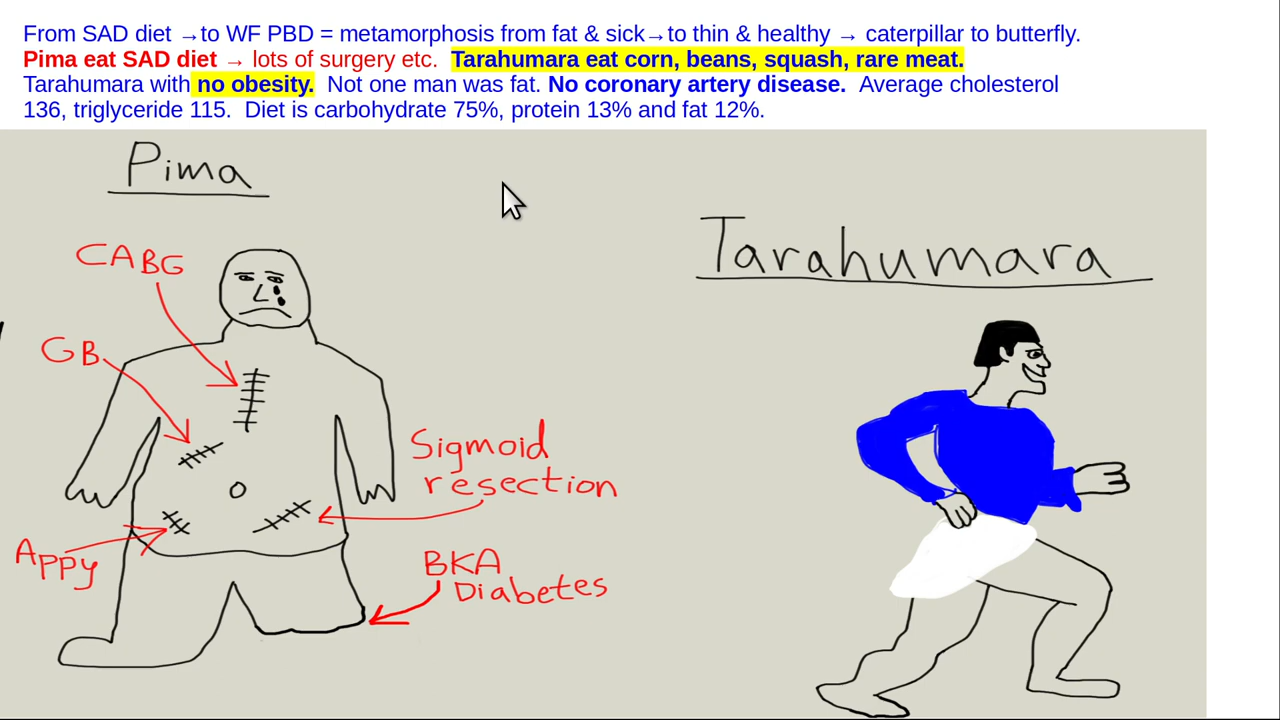 From SAD diet →to WF PBD = metamorphosis from fat & sick→to thin & healthy → caterpillar to butterfly.
Pima eat SAD diet → lots of surgery etc.  Tarahumara eat corn, beans, squash, rare meat.
Tarahumara with no obesity.  Not one man was fat. No coronary artery disease.  Average cholesterol
136, triglyceride 115.  Diet is carbohydrate 75%, protein 13% and fat 12%.
Pima
Tarahumara
CABG
GB
Sigmoid
resection
Appy
BKA
Diabetes